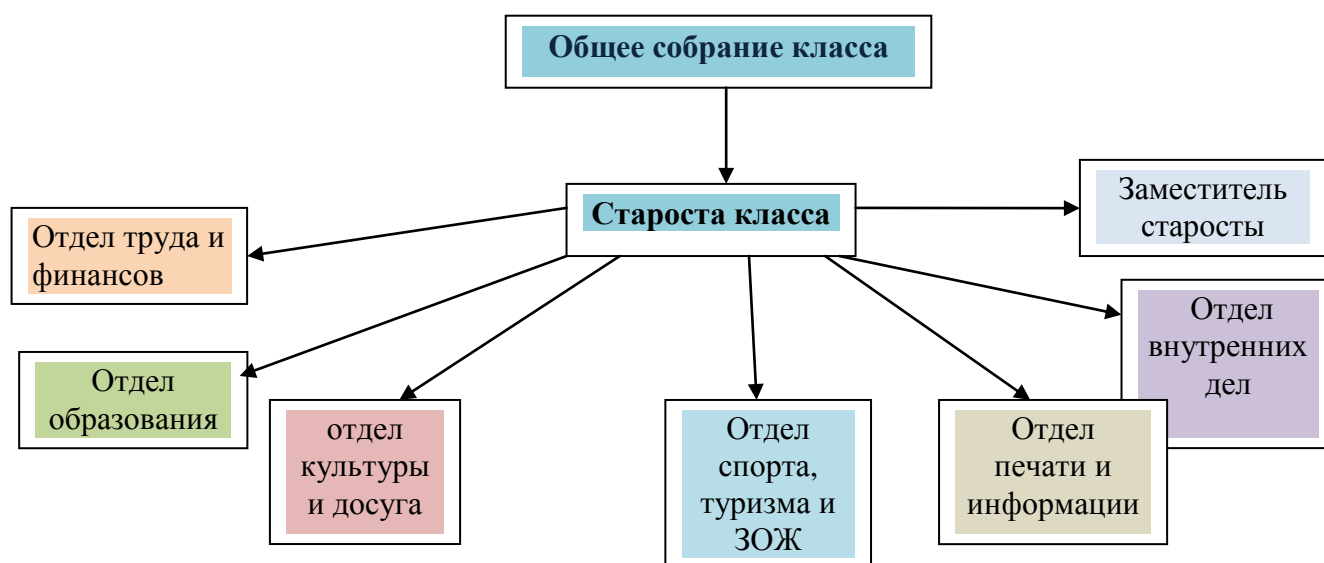 Общее собрание класса
Староста класса
Заместитель
старосты
Отдел труда и
финансов
Отдел
внутренних
дел
Отдел
образования
отдел
культуры
и досуга
Отдел
спорта,
туризма и
ЗОЖ
Отдел
печати и
информации